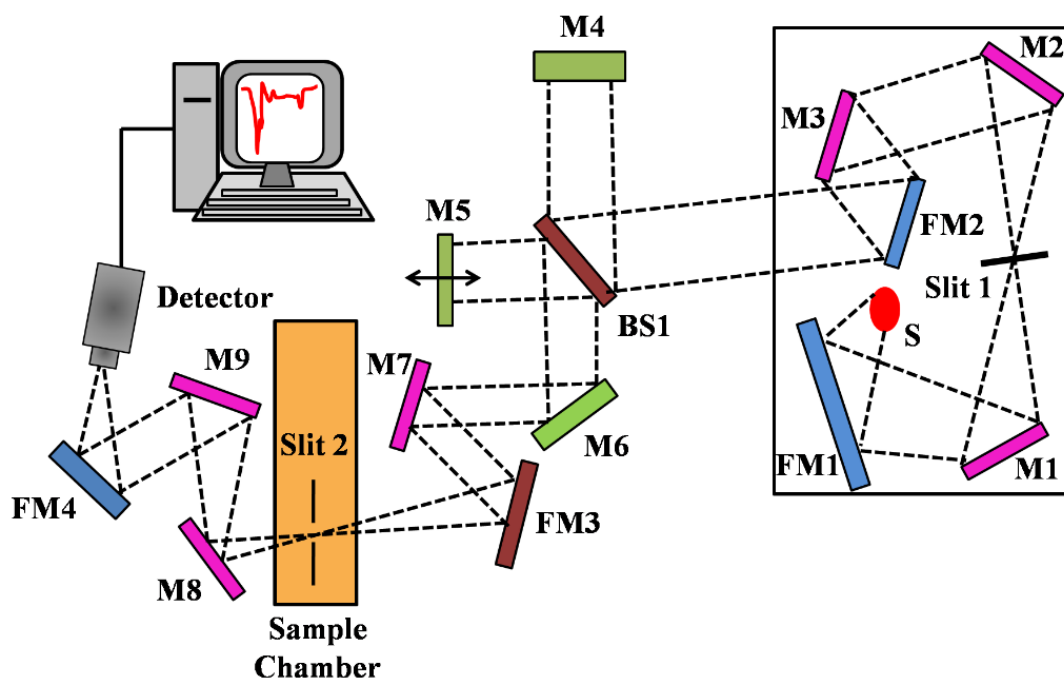 M4
M2
M3
M5
FM2
Detector
Slit 1
BS1
S
M9
M7
Slit 2
M6
FM4
FM1
M1
FM3
M8
Sample
Chamber